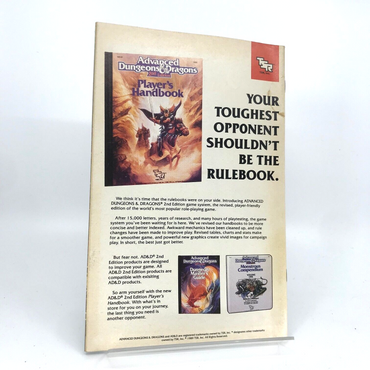 TSR
Advanced
Dungeons & Dragons
Player's
Handbook
YOUR
TOUGHEST
OPPONENT
SHOULDN'T
BE THE
RULEBOOK.
We think it's time that the rulebooks were on your side. Introducing ADVANCED
DUNGEONS & DRAGONS® 2nd Edition game system, the revised, player-friendly
edition of the world's most popular role-playing game.
After 15,000 letters, years of research, and many hours of playtesting, the game
system you've been waiting for is here. We've revised our handbooks to be more
concise and better indexed. Awkward mechanics have been cleaned up, and rule
changes have been made to improve play. Revised tables, charts and stats make
for a smoother game, and powerful new graphics create vivid images for campaign
play. In short, the best just got better.
But fear not. AD&D® 2nd
Edition products are designed
to improve your game. All
AD&D 2nd Edition products are
compatible with existing
AD&D products.
So arm yourself with the new
AD&D® 2nd Edition Player's
Handbook. With what's in
store for you on your journey,
the last thing you need is
another opponent.
Advanced
Dungeons & Dragons
Dungeon
Master's
Guide
Monstrous
Compendium